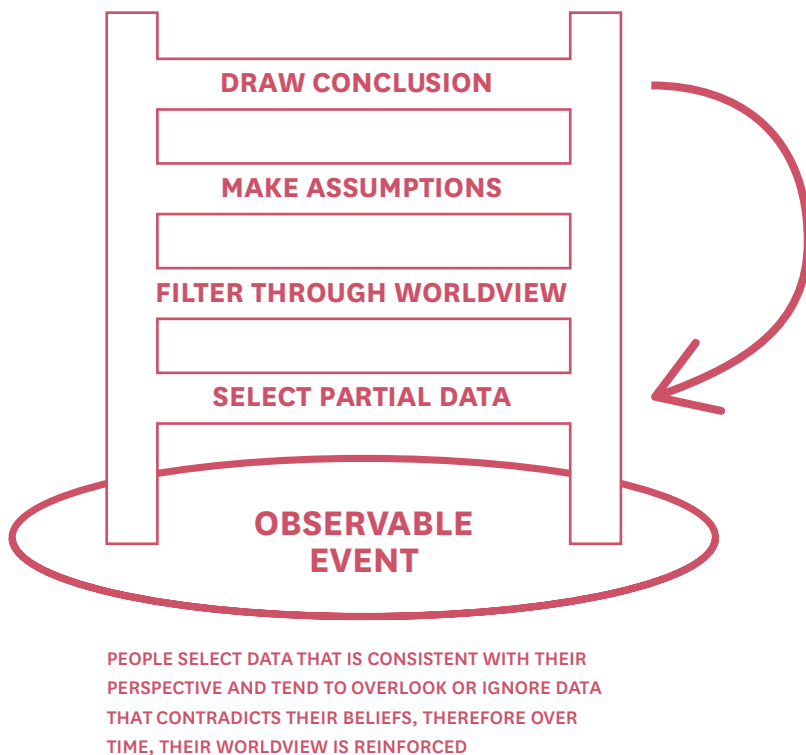 DRAW CONCLUSION
MAKE ASSUMPTIONS
FILTER THROUGH WORLDVIEW
SELECT PARTIAL DATA
OBSERVABLE
EVENT
PEOPLE SELECT DATA THAT IS CONSISTENT WITH THEIR
PERSPECTIVE AND TEND TO OVERLOOK OR IGNORE DATA
THAT CONTRADICTS THEIR BELIEFS, THEREFORE OVER
TIME, THEIR WORLDVIEW IS REINFORCED